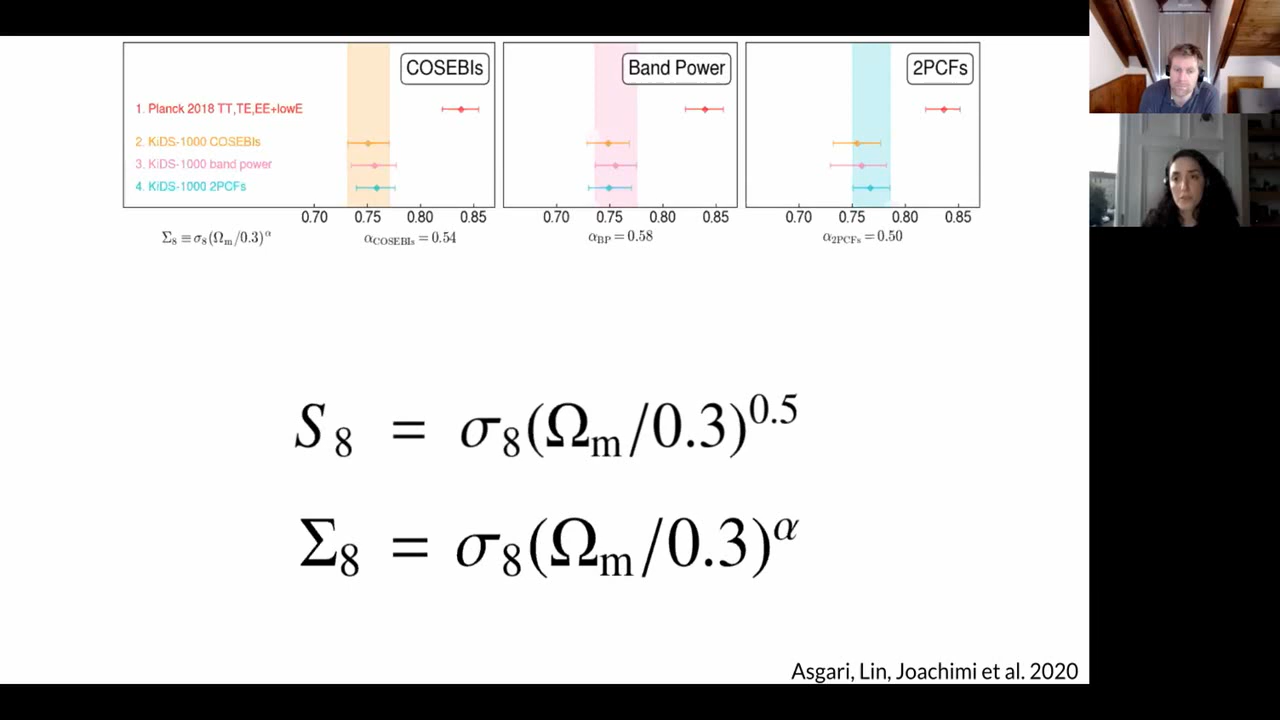 COSEBIs
Band Power
2PCFs
1. Planck 2018 TT,TE,EE+lowE
2. KiDS-1000 COSEBIs
3. KiDS-1000 band power
4. KiDS-1000 2PCFs
0.70 0.75 0.80 0.85
0.70 0.75 0.80 0.85
0.70 0.75 0.80 0.85
Σ₈ ≡ σ₈(Ωₘ/0.3)^α
α_COSEBIs = 0.54
α_BP = 0.58
α_2PCFs = 0.50
S₈ = σ₈(Ωₘ/0.3)^0.5
Σ₈ = σ₈(Ωₘ/0.3)^α
Asgari, Lin, Joachimi et al. 2020